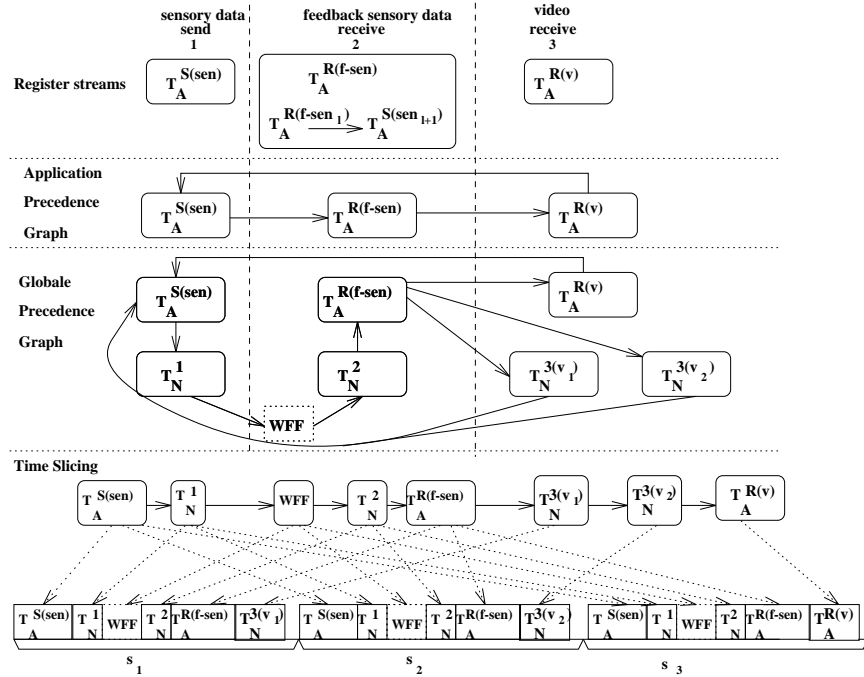 sensory data feedback sensory data video
send receive receive
1 2 3
Register streams T_A^S(sen) T_A^R(f-sen) T_A^R(v)
T_A^R(f-sen_l) T_A^S(sen_l+1)
Application
Precedence
Graph
T_A^S(sen) T_A^R(f-sen) T_A^R(v)
Globale
Precedence
Graph
T_A^S(sen) T_A^R(f-sen) T_A^R(v)
T_N^1 T_N^2 T_N^3(v_1) T_N^3(v_2)
WFF
Time Slicing
T_A^S(sen) T_N^1 WFF T_N^2 T_A^R(f-sen) T_N^3(v_1) T_N^3(v_2) T_A^R(v)
T_A^S(sen) T_N^1 WFF T_N^2 T_A^R(f-sen) T_N^3(v_1) T_A^S(sen) T_N^1 WFF T_N^2 T_A^R(f-sen) T_N^3(v_2) T_A^S(sen) T_N^1 WFF T_N^2 T_A^R(f-sen) T_A^R(v)
s_1 s_2 s_3